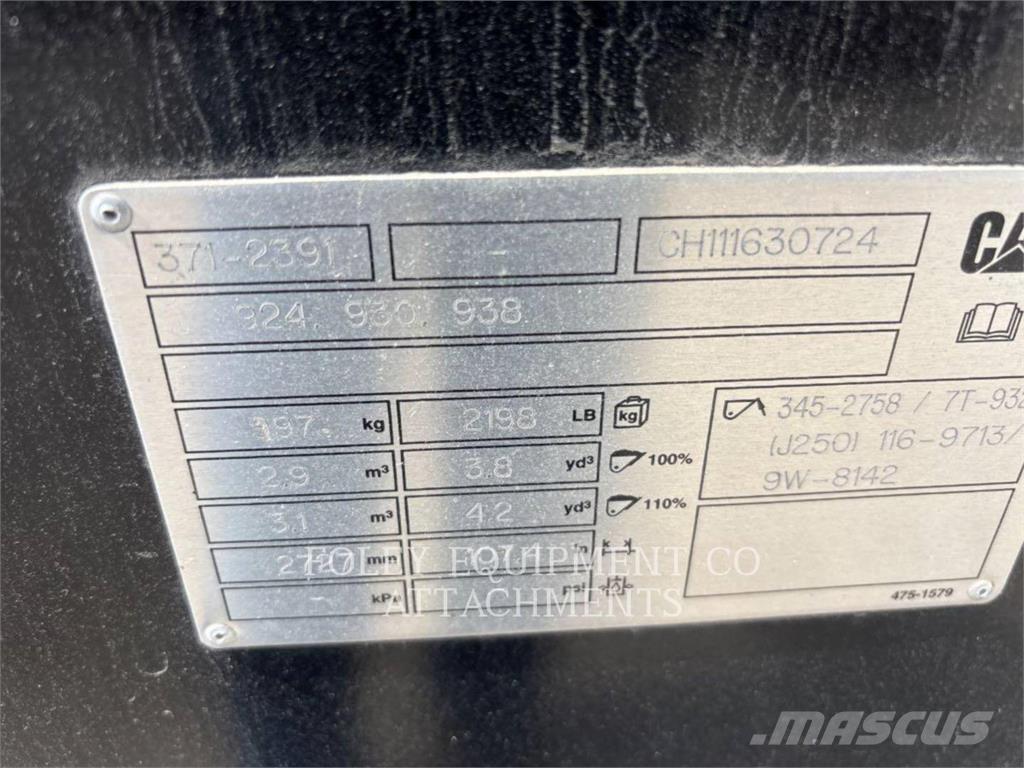 371-2391 - CH111630724 CA
924. 930. 938
997. kg 2198 LB kg
2.9 m³ 3.8 yd³ 100%
3.1 m³ 4.2 yd³ 110%
mm in
kPa psi
345-2758 / 7T-932
(J250) 116-9713/
9W-8142
475-1579
FOLEY EQUIPMENT CO
ATTACHMENTS
MASCUS